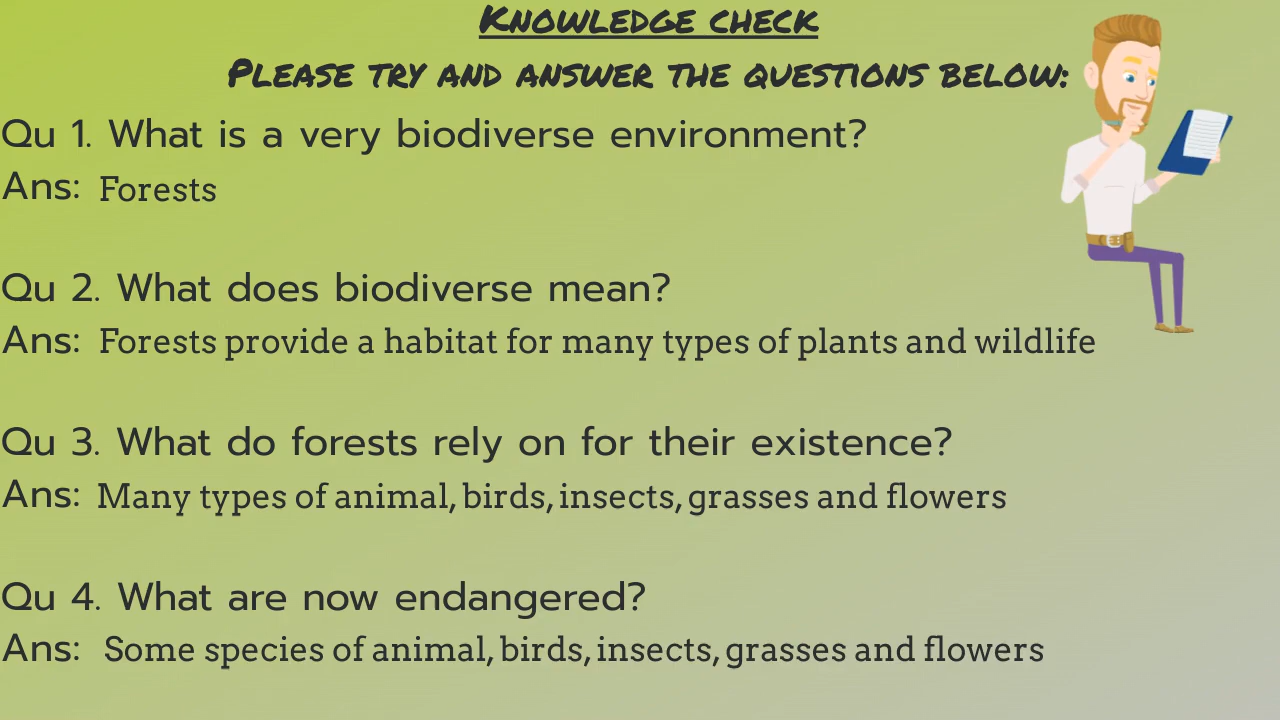 Knowledge check
Please try and answer the questions below:
Qu 1. What is a very biodiverse environment?
Ans: Forests
Qu 2. What does biodiverse mean?
Ans: Forests provide a habitat for many types of plants and wildlife
Qu 3. What do forests rely on for their existence?
Ans: Many types of animal, birds, insects, grasses and flowers
Qu 4. What are now endangered?
Ans: Some species of animal, birds, insects, grasses and flowers